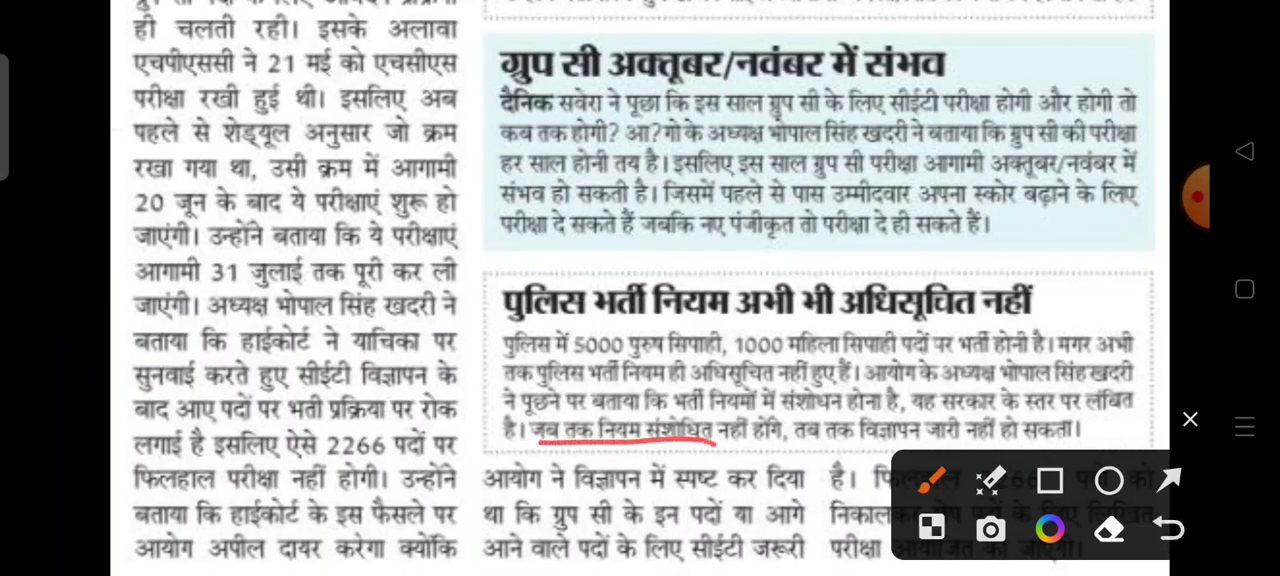 ही चलती रही। इसके अलावा
एचपीएससी ने 21 मई को एचसीएस
परीक्षा रखी हुई थी। इसलिए अब
पहले से शेड्यूल अनुसार जो क्रम
रखा गया था, उसी क्रम में आगामी
20 जून के बाद ये परीक्षाएं शुरू हो
जाएंगी। उन्होंने बताया कि ये परीक्षाएं
आगामी 31 जुलाई तक पूरी कर ली
जाएंगी। अध्यक्ष भोपाल सिंह खदरी ने
बताया कि हाईकोर्ट ने याचिका पर
सुनवाई करते हुए सीईटी विज्ञापन के
बाद आए पदों पर भती प्रक्रिया पर रोक
लगाई है इसलिए ऐसे 2266 पदों पर
फिलहाल परीक्षा नहीं होगी। उन्होंने
बताया कि हाईकोर्ट के इस फैसले पर
आयोग अपील दायर करेगा क्योंकि
ग्रुप सी अक्तूबर/नवंबर में संभव
दैनिक सवेरा ने पूछा कि इस साल ग्रुप सी के लिए सीईटी परीक्षा होगी और होगी तो
कब तक होगी? आ?गो के अध्यक्ष भोपाल सिंह खदरी ने बताया कि ग्रुप सी की परीक्षा
हर साल होनी तय है। इसलिए इस साल ग्रुप सी परीक्षा आगामी अक्तूबर/नवंबर में
संभव हो सकती है। जिसमें पहले से पास उम्मीदवार अपना स्कोर बढ़ाने के लिए
परीक्षा दे सकते हैं जबकि नए पंजीकृत तो परीक्षा दे ही सकते हैं।
पुलिस भर्ती नियम अभी भी अधिसूचित नहीं
पुलिस में 5000 पुरुष सिपाही, 1000 महिला सिपाही पदों पर भर्ती होनी है। मगर अभी
तक पुलिस भर्ती नियम ही अधिसूचित नहीं हुए हैं। आयोग के अध्यक्ष भोपाल सिंह खदरी
ने पूछने पर बताया कि भर्ती नियमों में संशोधन होना है, यह सरकार के स्तर पर लंबित
है। जब तक नियम संशोधित नहीं होंगे, तब तक विज्ञापन जारी नहीं हो सकता।
आयोग ने विज्ञापन में स्पष्ट कर दिया
था कि ग्रुप सी के इन पदों या आगे
आने वाले पदों के लिए सीईटी जरूरी
है।
परीक्षा